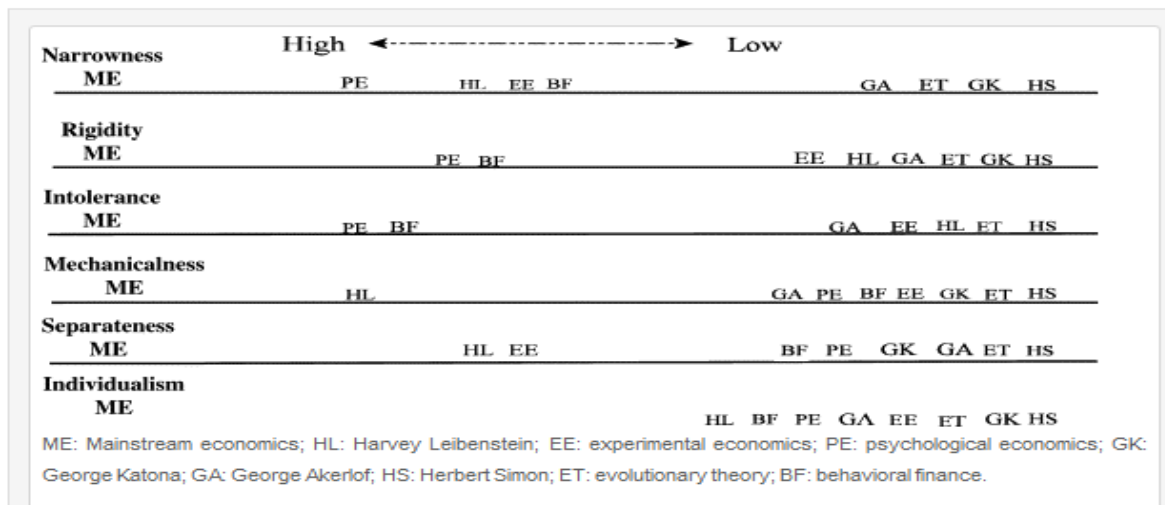 High Low
Narrowness
ME PE HL EE BF GA ET GK HS
Rigidity
ME PE BF EE HL GA ET GK HS
Intolerance
ME PE BF GA EE HL ET HS
Mechanicalness
ME HL GA PE BF EE GK ET HS
Separateness
ME HL EE BF PE GK GA ET HS
Individualism
ME HL BF PE GA EE ET GK HS
ME: Mainstream economics; HL: Harvey Leibenstein; EE: experimental economics; PE: psychological economics; GK:
George Katona; GA: George Akerlof; HS: Herbert Simon; ET: evolutionary theory; BF: behavioral finance.